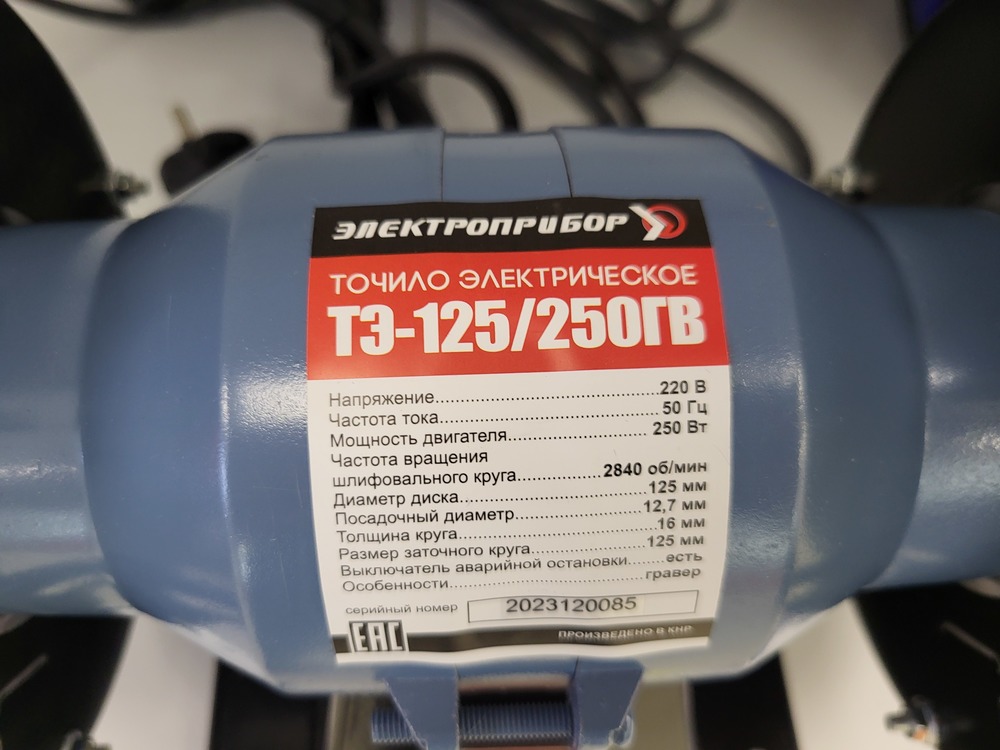 ЭЛЕКТРОПРИБОР
ТОЧИЛО ЭЛЕКТРИЧЕСКОЕ
ТЭ-125/250ГВ
Напряжение..........................220 В
Частота тока..........................50 Гц
Мощность двигателя................250 Вт
Частота вращения
шлифовального круга............2840 об/мин
Диаметр диска..........................125 мм
Посадочный диаметр................12,7 мм
Толщина круга..........................16 мм
Размер заточного круга................125 мм
Выключатель аварийной остановки......есть
Особенности..........................гравер
серийный номер 2023120085
EAC ПРОИЗВЕДЕНО В КНР